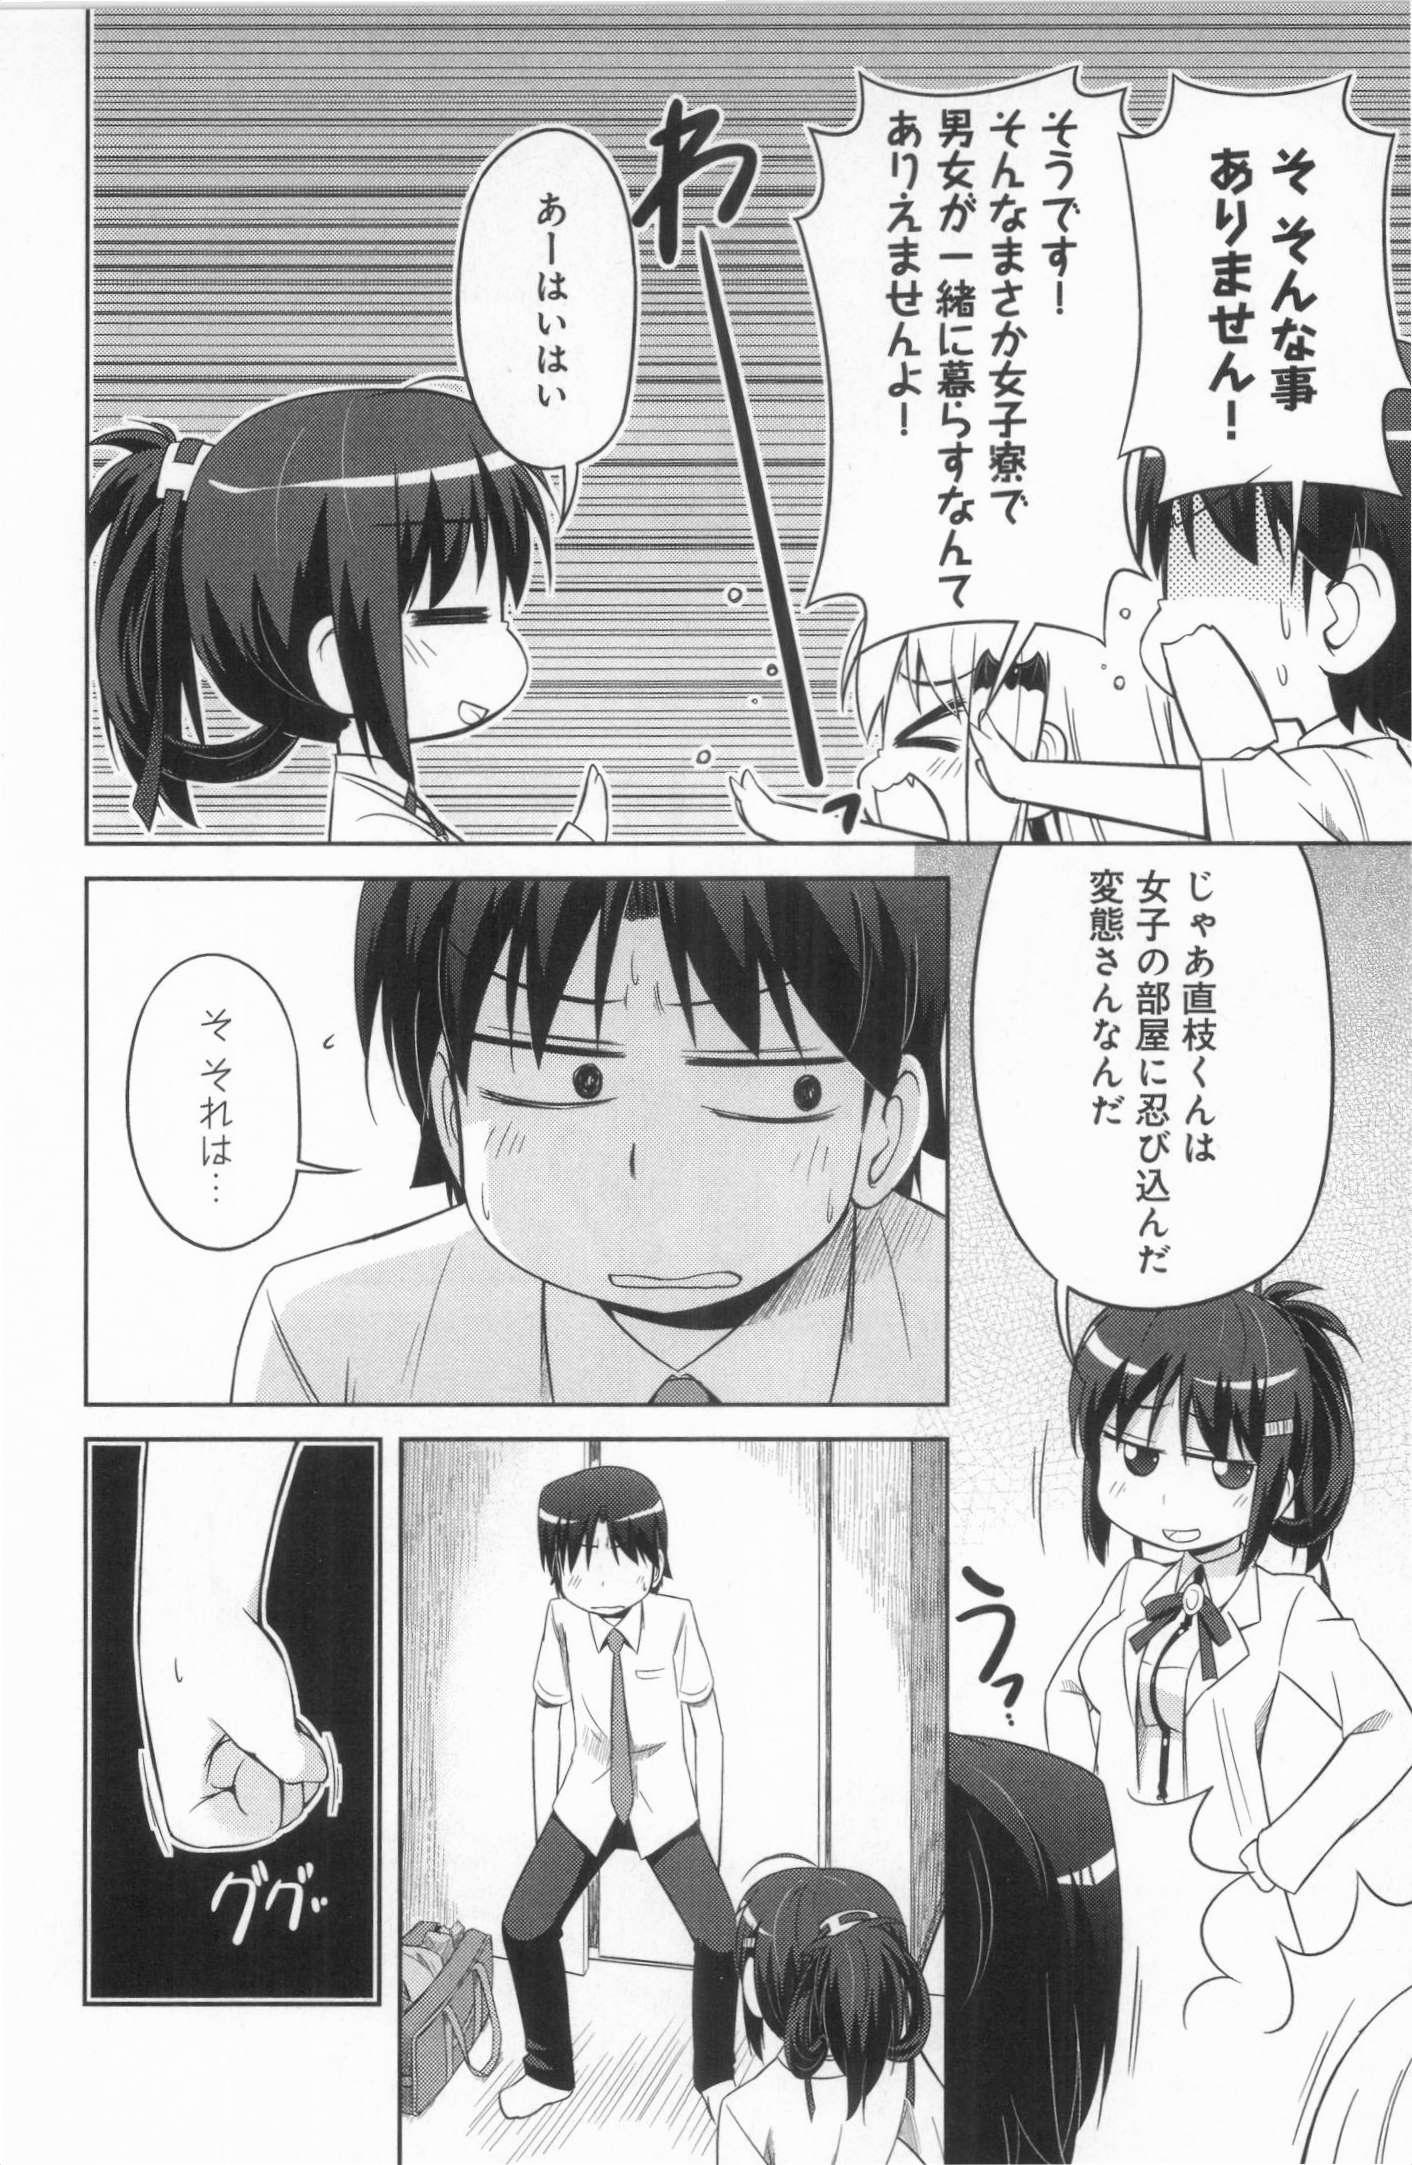 そ そんな事
ありません！
そうです！
そんなまさか女子寮で
男女が一緒に暮らすなんて
ありえませんよ！
わーっ
あーはいはい
じゃあ直枝くんは
女子の部屋に忍び込んだ
変態さんなんだ
うっ…
そ それは…
ググ…